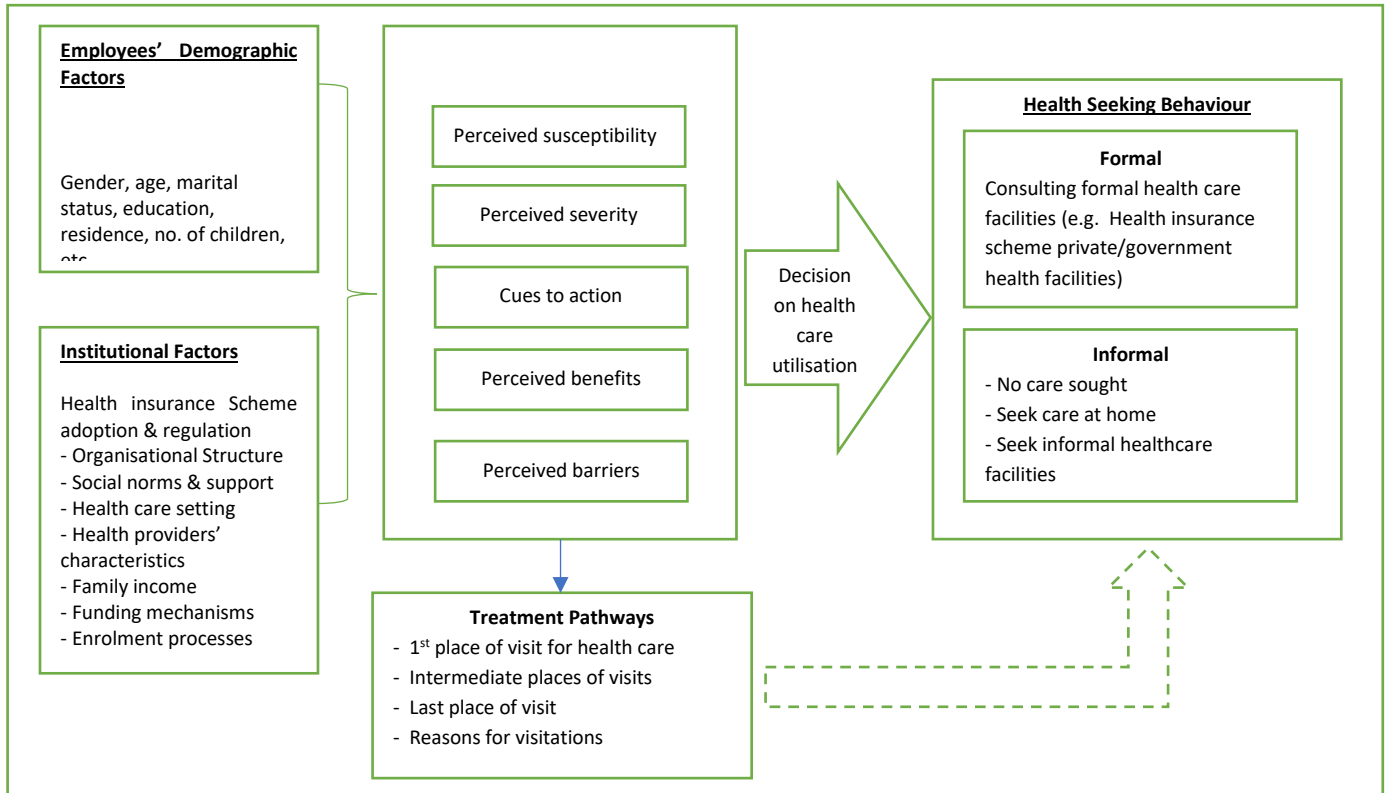 Employees’ Demographic
Factors
Gender, age, marital
status, education,
residence, no. of children,
etc
Institutional Factors
Health insurance Scheme
adoption & regulation
- Organisational Structure
- Social norms & support
- Health care setting
- Health providers’
characteristics
- Family income
- Funding mechanisms
- Enrolment processes
Perceived susceptibility
Perceived severity
Cues to action
Perceived benefits
Perceived barriers
Treatment Pathways
- 1st place of visit for health care
- Intermediate places of visits
- Last place of visit
- Reasons for visitations
Decision
on health
care
utilisation
Health Seeking Behaviour
Formal
Consulting formal health care
facilities (e.g. Health insurance
scheme private/government
health facilities)
Informal
- No care sought
- Seek care at home
- Seek informal healthcare
facilities